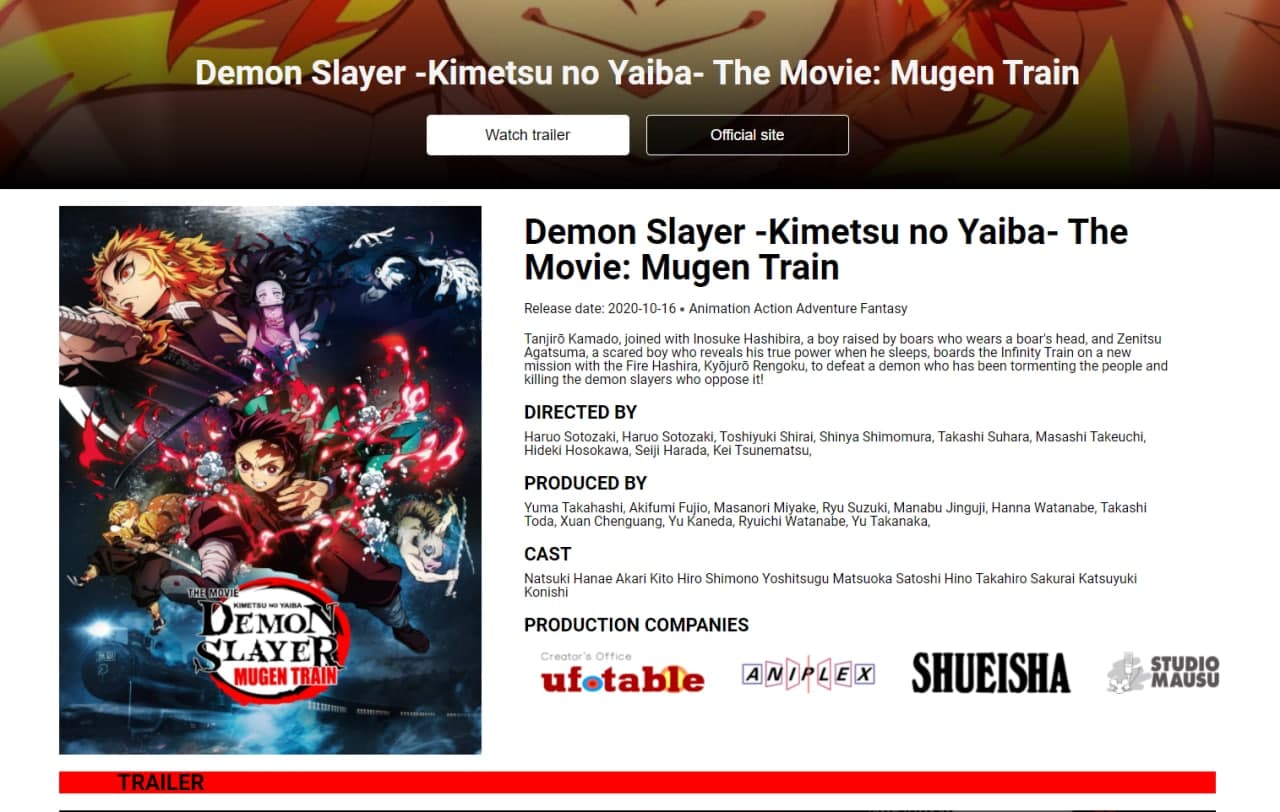 Demon Slayer -Kimetsu no Yaiba- The Movie: Mugen Train
Watch trailer
Official site
Demon Slayer -Kimetsu no Yaiba- The
Movie: Mugen Train
Release date: 2020-10-16 • Animation Action Adventure Fantasy
Tanjirō Kamado, joined with Inosuke Hashibira, a boy raised by boars who wears a boar's head, and Zenitsu
Agatsuma, a scared boy who reveals his true power when he sleeps, boards the Infinity Train on a new
mission with the Fire Hashira, Kyōjurō Rengoku, to defeat a demon who has been tormenting the people and
killing the demon slayers who oppose it!
DIRECTED BY
Haruo Sotozaki, Haruo Sotozaki, Toshiyuki Shirai, Shinya Shimomura, Takashi Suhara, Masashi Takeuchi,
Hideki Hosokawa, Seiji Harada, Kei Tsunematsu,
PRODUCED BY
Yuma Takahashi, Akifumi Fujio, Masanori Miyake, Ryu Suzuki, Manabu Jinguji, Hanna Watanabe, Takashi
Toda, Xuan Chenguang, Yu Kaneda, Ryuichi Watanabe, Yu Takanaka,
CAST
Natsuki Hanae Akari Kito Hiro Shimono Yoshitsugu Matsuoka Satoshi Hino Takahiro Sakurai Katsuyuki
Konishi
PRODUCTION COMPANIES
Creator's Office
ufotable
ANIPLEX
SHUEISHA
STUDIO
MAUSU
THE MOVIE
KIMETSU NO YAIBA
DEMON
SLAYER
MUGEN TRAIN
TRAILER